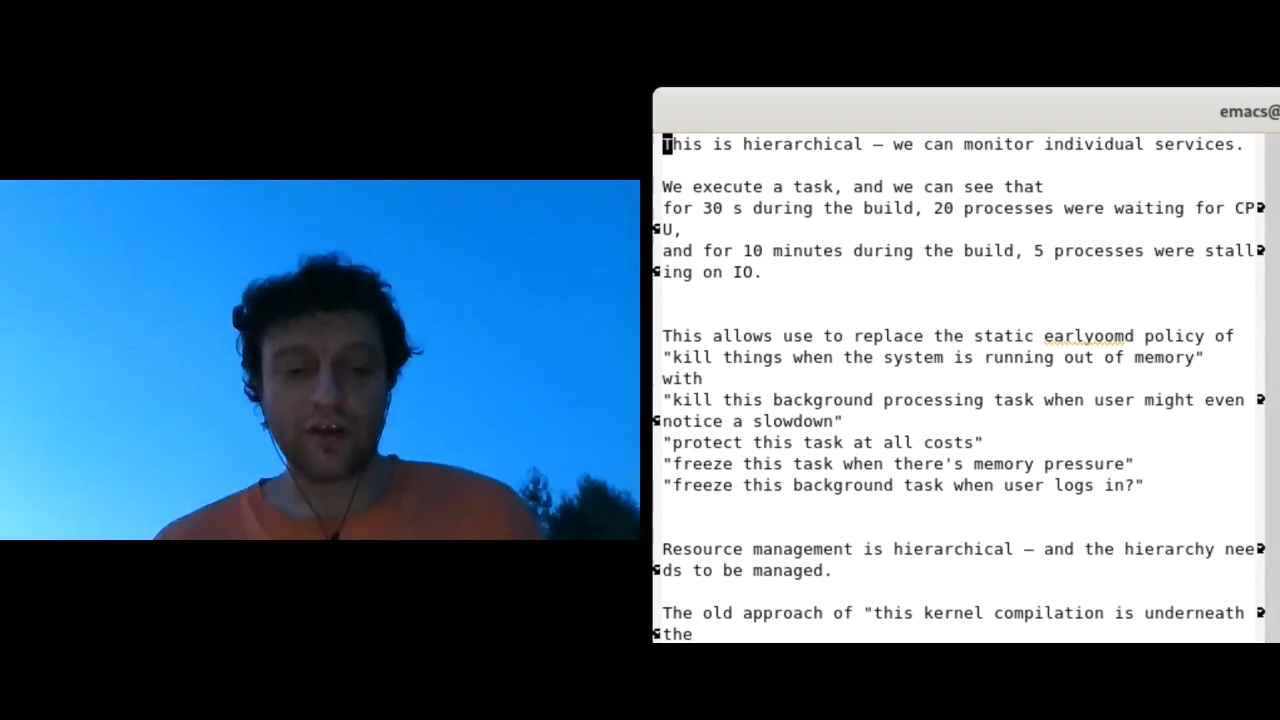 emacs@
This is hierarchical — we can monitor individual services.
We execute a task, and we can see that
for 30 s during the build, 20 processes were waiting for CP
U,
and for 10 minutes during the build, 5 processes were stall
ing on IO.
This allows use to replace the static earlyoomd policy of
"kill things when the system is running out of memory"
with
"kill this background processing task when user might even
notice a slowdown"
"protect this task at all costs"
"freeze this task when there's memory pressure"
"freeze this background task when user logs in?"
Resource management is hierarchical — and the hierarchy nee
ds to be managed.
The old approach of "this kernel compilation is underneath
the